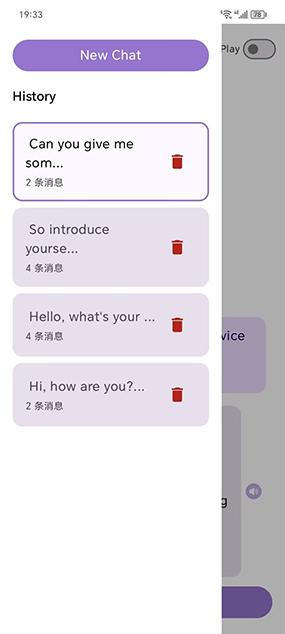 19:33
78
Play
New Chat
History
Can you give me
som...
2 条消息
So introduce
yourse...
4 条消息
Hello, what's your ...
4 条消息
vice
Hi, how are you?...
2 条消息
g